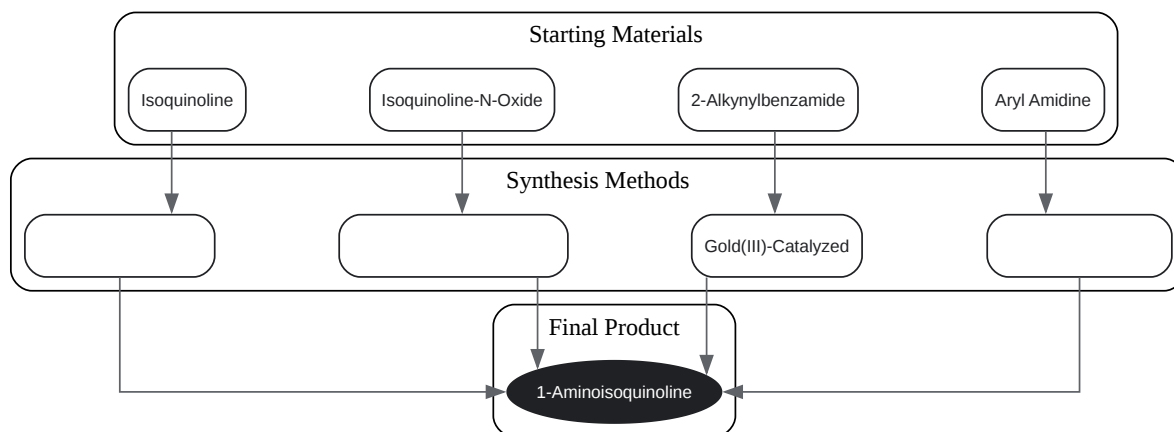 Starting Materials
Isoquinoline
Isoquinoline-N-Oxide
2-Alkynylbenzamide
Aryl Amidine
Synthesis Methods
Gold(III)-Catalyzed
Final Product
1-Aminoisoquinoline